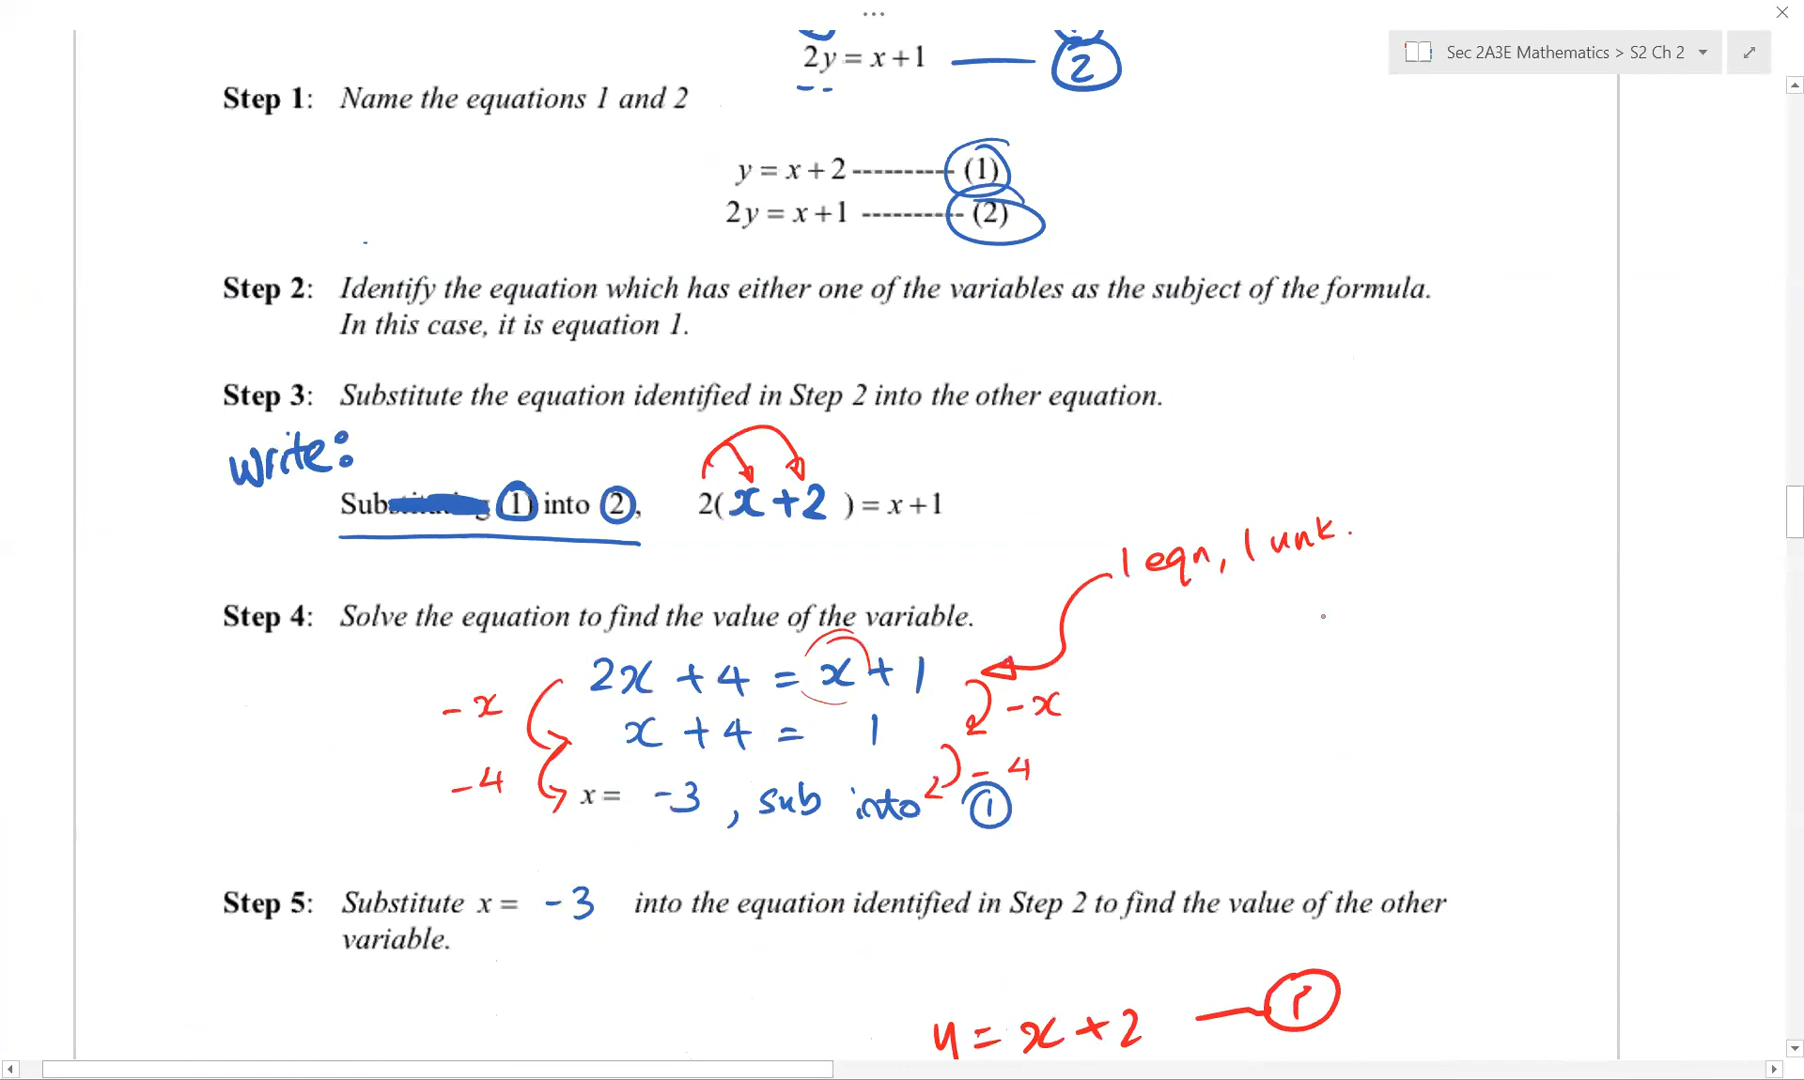 ...
Sec 2A3E Mathematics > S2 Ch 2
2y = x + 1 2
Step 1: Name the equations 1 and 2
y = x + 2 ---------- (1)
2y = x + 1 ---------- (2)
Step 2: Identify the equation which has either one of the variables as the subject of the formula.
In this case, it is equation 1.
Step 3: Substitute the equation identified in Step 2 into the other equation.
Write:
Sub (1) into 2, 2( x + 2 ) = x + 1
1 eqn, 1 unk.
Step 4: Solve the equation to find the value of the variable.
2x + 4 = x + 1
-x -x
x + 4 = 1
-4 -4
x = -3, sub into 1
Step 5: Substitute x = -3 into the equation identified in Step 2 to find the value of the other
variable.
y = x + 2 — 1